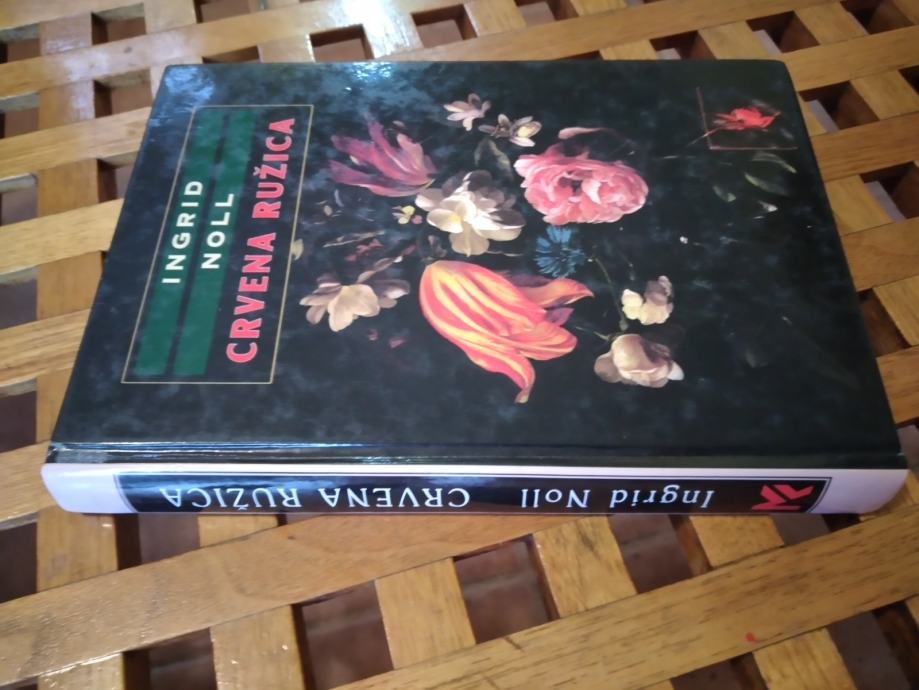 INGRID
NOLL
CRVENA RUŽICA
Ingrid Noll CRVENA RUŽICA